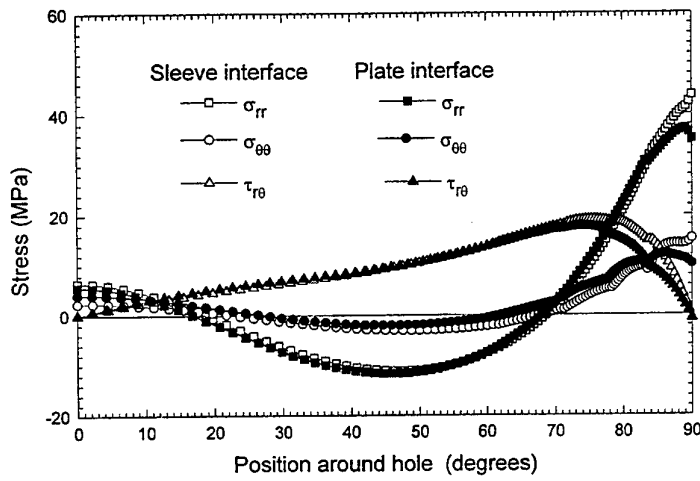 60
40
20
0
-20
Stress (MPa)
Sleeve interface
σrr
σθθ
τrθ
Plate interface
σrr
σθθ
τrθ
0 10 20 30 40 50 60 70 80 90
Position around hole (degrees)